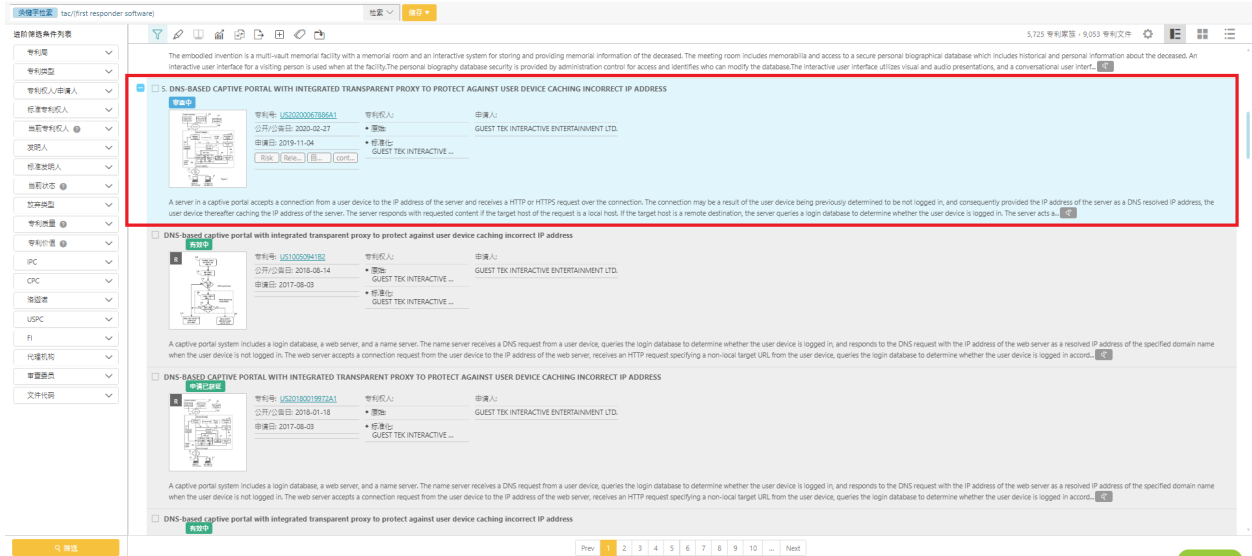 关键字检索 tac/(first responder software) 检索 储存
进阶筛选条件列表
5,725 专利家族，9,053 专利文件
专利局
专利类型
专利权人/申请人
标准专利权人
当前专利权人
发明人
标准发明人
当前状态
放弃类型
专利质量
专利价值
IPC
CPC
洛迦诺
USPC
FI
代理机构
审查委员
文件代码
筛选
The embodied invention is a multi-vault memorial facility with a memorial room and an interactive system for storing and providing memorial information of the deceased. The meeting room includes memorabilia and access to a secure personal biographical database which includes historical and personal information about the deceased. An
interactive user interface for a visiting person is used when at the facility.The personal biography database security is provided by administration control for access and identifies who can modify the database.The interactive user interface utilizes visual and audio presentations, and a conversational user interf...
5. DNS-BASED CAPTIVE PORTAL WITH INTEGRATED TRANSPARENT PROXY TO PROTECT AGAINST USER DEVICE CACHING INCORRECT IP ADDRESS
审查中
专利号: US20200067886A1 专利权人: 申请人:
公开/公告日: 2020-02-27 • 原始: GUEST TEK INTERACTIVE ENTERTAINMENT LTD.
申请日: 2019-11-04 • 标准化:
GUEST TEK INTERACTIVE ...
Risk Rele... 目... cont...
A server in a captive portal accepts a connection from a user device to the IP address of the server and receives a HTTP or HTTPS request over the connection. The connection may be a result of the user device being previously determined to be not logged in, and consequently provided the IP address of the server as a DNS resolved IP address, the
user device thereafter caching the IP address of the server. The server responds with requested content if the target host of the request is a local host. If the target host is a remote destination, the server queries a login database to determine whether the user device is logged in. The server acts a...
DNS-based captive portal with integrated transparent proxy to protect against user device caching incorrect IP address
有效中
R
专利号: US10050941B2 专利权人: 申请人:
公开/公告日: 2018-08-14 • 原始: GUEST TEK INTERACTIVE ENTERTAINMENT LTD.
GUEST TEK INTERACTIVE ...
申请日: 2017-08-03
• 标准化:
GUEST TEK INTERACTIVE ...
A captive portal system includes a login database, a web server, and a name server. The name server receives a DNS request from a user device, queries the login database to determine whether the user device is logged in, and responds to the DNS request with the IP address of the web server as a resolved IP address of the specified domain name
when the user device is not logged in. The web server accepts a connection request from the user device to the IP address of the web server, receives an HTTP request specifying a non-local target URL from the user device, queries the login database to determine whether the user device is logged in accord...
DNS-BASED CAPTIVE PORTAL WITH INTEGRATED TRANSPARENT PROXY TO PROTECT AGAINST USER DEVICE CACHING INCORRECT IP ADDRESS
申请已获证
R
专利号: US20180019972A1 专利权人: 申请人:
公开/公告日: 2018-01-18 • 原始: GUEST TEK INTERACTIVE ENTERTAINMENT LTD.
申请日: 2017-08-03 • 标准化:
GUEST TEK INTERACTIVE ...
A captive portal system includes a login database, a web server, and a name server. The name server receives a DNS request from a user device, queries the login database to determine whether the user device is logged in, and responds to the DNS request with the IP address of the web server as a resolved IP address of the specified domain name
when the user device is not logged in. The web server accepts a connection request from the user device to the IP address of the web server, receives an HTTP request specifying a non-local target URL from the user device, queries the login database to determine whether the user device is logged in accord...
DNS-based captive portal with integrated transparent proxy to protect against user device caching incorrect IP address
有效中
Prev 1 2 3 4 5 6 7 8 9 10 ... Next